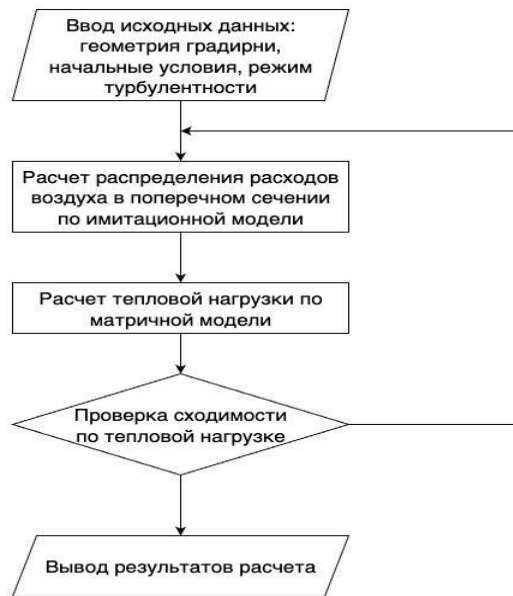 Ввод исходных данных:
геометрия градирни,
начальные условия, режим
турбулентности
Расчет распределения расходов
воздуха в поперечном сечении
по имитационной модели
Расчет тепловой нагрузки по
матричной модели
Проверка сходимости
по тепловой нагрузке
Вывод результатов расчета